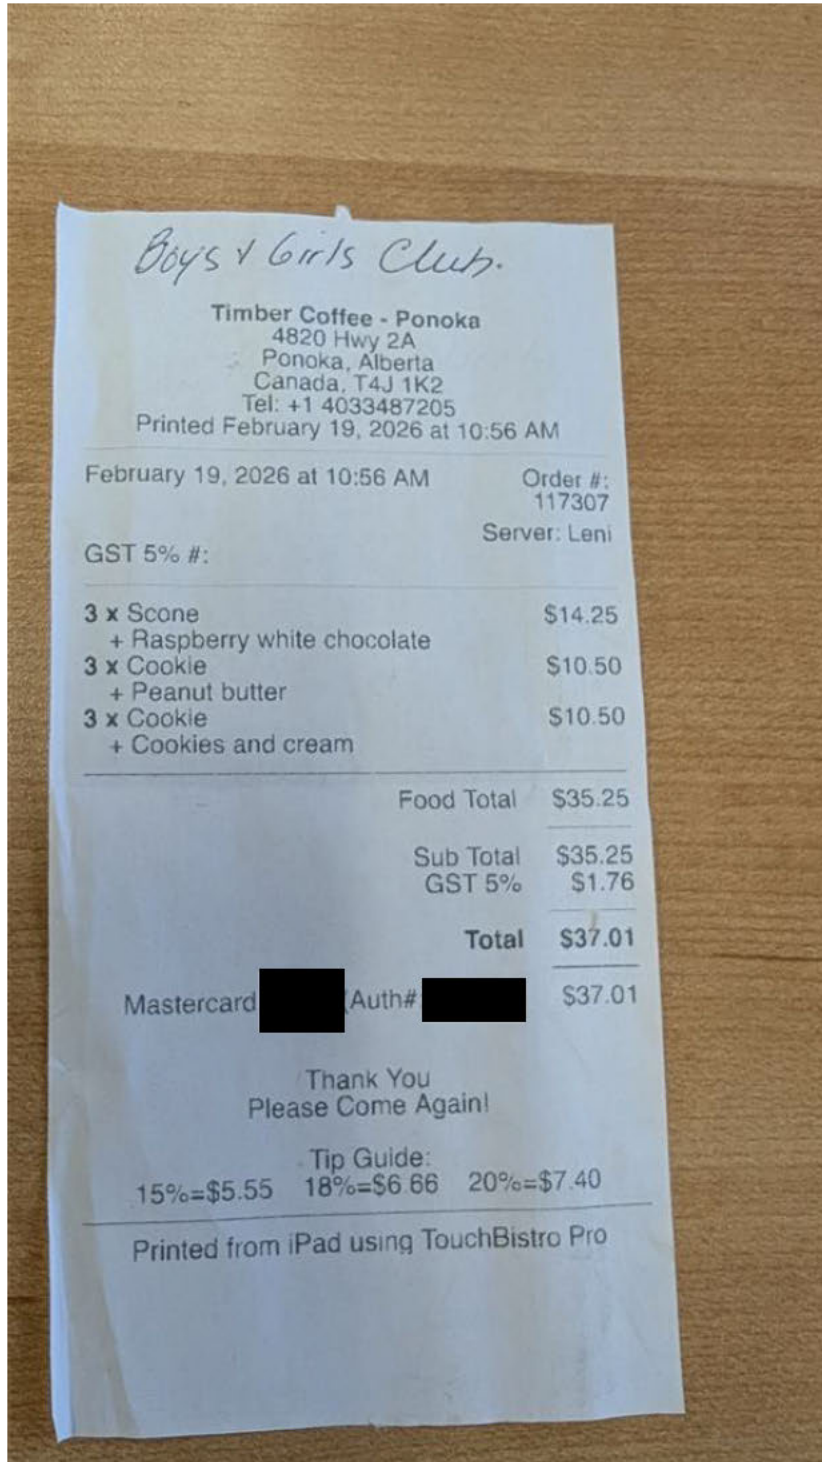 Boys & Girls Club.
Timber Coffee - Ponoka
4820 Hwy 2A
Ponoka, Alberta
Canada, T4J 1K2
Tel: +1 4033487205
Printed February 19, 2026 at 10:56 AM
February 19, 2026 at 10:56 AM Order #:
117307
Server: Leni
GST 5% #:
3 x Scone $14.25
+ Raspberry white chocolate
3 x Cookie $10.50
+ Peanut butter
3 x Cookie $10.50
+ Cookies and cream
Food Total $35.25
Sub Total $35.25
GST 5% $1.76
Total $37.01
Mastercard (Auth# $37.01
Thank You
Please Come Again!
Tip Guide:
15%=$5.55 18%=$6.66 20%=$7.40
Printed from iPad using TouchBistro Pro